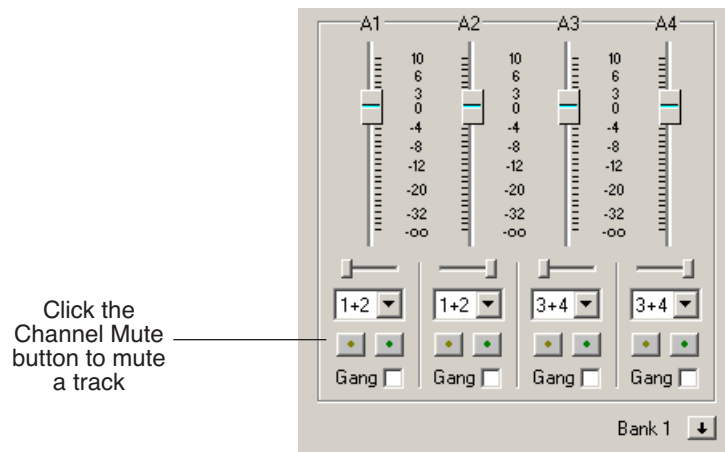 A1 A2 A3 A4
10 10 10
6 6 6
3 3 3
0 0 0
-4 -4 -4
-8 -8 -8
-12 -12 -12
-20 -20 -20
-32 -32 -32
-oo -oo -oo
1+2 1+2 3+4 3+4
Click the
Channel Mute
button to mute
a track
Gang Gang Gang Gang
Bank 1